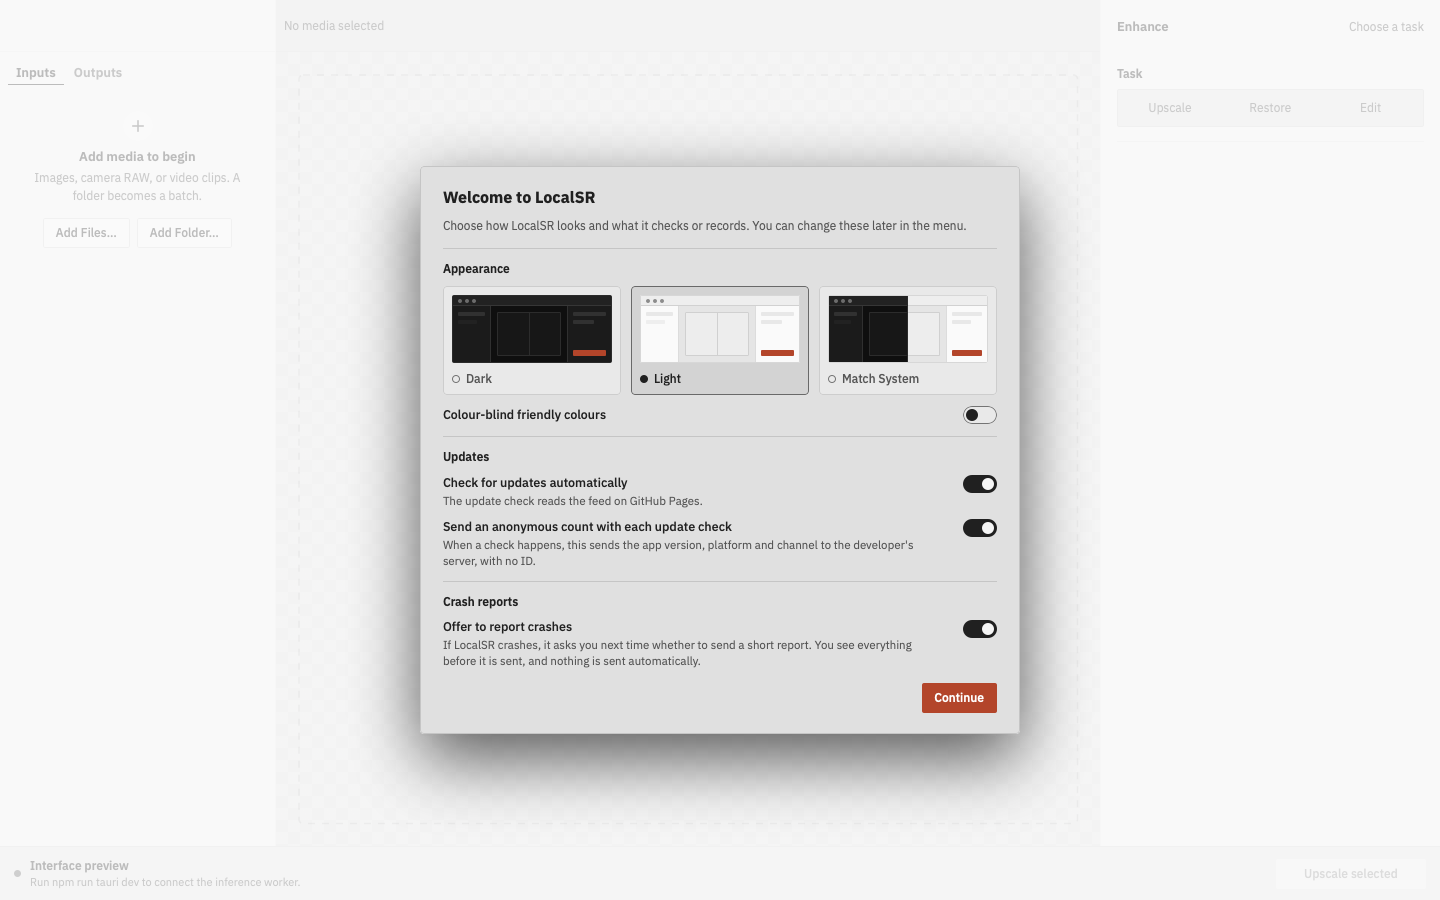 No media selected
Enhance
Choose a task
Inputs
Outputs
Task
Upscale
Restore
Edit
Add media to begin
Images, camera RAW, or video clips. A
folder becomes a batch.
Add Files...
Add Folder...
Welcome to LocalSR
Choose how LocalSR looks and what it checks or records. You can change these later in the menu.
Appearance
Dark
Light
Match System
Colour-blind friendly colours
Updates
Check for updates automatically
The update check reads the feed on GitHub Pages.
Send an anonymous count with each update check
When a check happens, this sends the app version, platform and channel to the developer's
server, with no ID.
Crash reports
Offer to report crashes
If LocalSR crashes, it asks you next time whether to send a short report. You see everything
before it is sent, and nothing is sent automatically.
Continue
Interface preview
Run npm run tauri dev to connect the inference worker.
Upscale selected